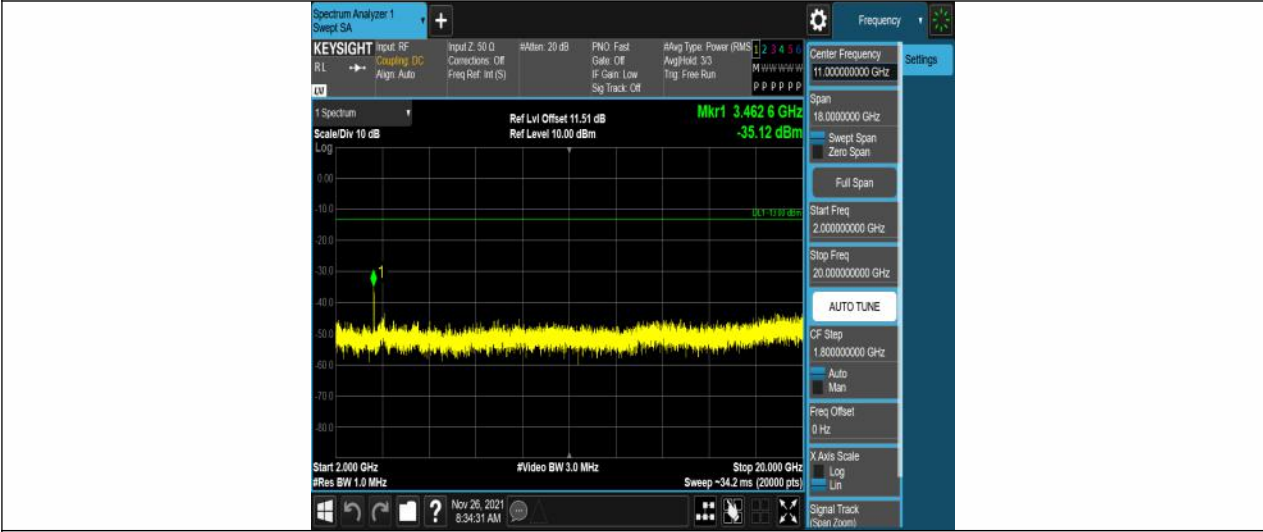 Spectrum Analyzer 1
Swept SA
+
Frequency
KEYSIGHT
RL
Input: RF
Coupling: DC
Align: Auto
Input Z: 50 Ω
Corrections: Off
Freq Ref: Int (S)
#Atten: 20 dB
PNO: Fast
Gate: Off
IF Gain: Low
Sig Track: Off
#Avg Type: Power (RMS
Avg|Hold: 3/3
Trig: Free Run
1 2 3 4 5 6
M W W W W W
P P P P P P
1 Spectrum
Scale/Div 10 dB
Log
Ref Lvl Offset 11.51 dB
Ref Level 10.00 dBm
Mkr1 3.462 6 GHz
-35.12 dBm
0.00
-10.0
DL1 -13.00 dBm
-20.0
-30.0
1
-40.0
-50.0
-60.0
-70.0
-80.0
Start 2.000 GHz
#Res BW 1.0 MHz
#Video BW 3.0 MHz
Stop 20.000 GHz
Sweep ~34.2 ms (20000 pts)
?
Nov 26, 2021
8:34:31 AM
Center Frequency
11.000000000 GHz
Settings
Span
18.0000000 GHz
Swept Span
Zero Span
Full Span
Start Freq
2.000000000 GHz
Stop Freq
20.000000000 GHz
AUTO TUNE
CF Step
1.800000000 GHz
Auto
Man
Freq Offset
0 Hz
X Axis Scale
Log
Lin
Signal Track
(Span Zoom)